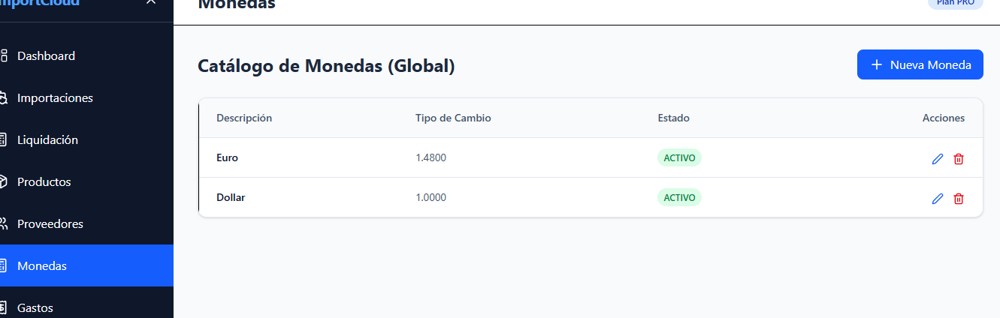 importCloud
Monedas
Plan PRO
Dashboard
Importaciones
Liquidación
Productos
Proveedores
Monedas
Gastos
Catálogo de Monedas (Global)
Nueva Moneda
Descripción Tipo de Cambio Estado Acciones
Euro 1.4800 ACTIVO
Dollar 1.0000 ACTIVO